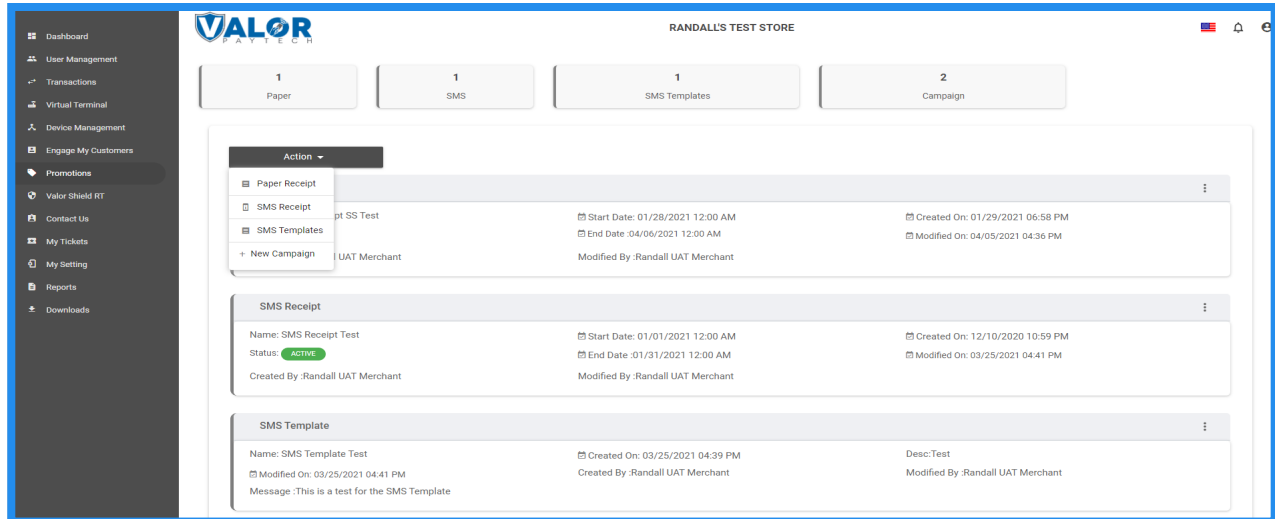 VALOR
PAYTECH
RANDALL'S TEST STORE
Dashboard
User Management
Transactions
Virtual Terminal
Device Management
Engage My Customers
Promotions
Valor Shield RT
Contact Us
My Tickets
My Setting
Reports
Downloads
1
Paper
1
SMS
1
SMS Templates
2
Campaign
Action
Paper Receipt
SMS Receipt
SMS Templates
+ New Campaign
pt SS Test
Start Date: 01/28/2021 12:00 AM
Created On: 01/29/2021 06:58 PM
End Date :04/06/2021 12:00 AM
Modified On: 04/05/2021 04:36 PM
UAT Merchant
Modified By :Randall UAT Merchant
SMS Receipt
Name: SMS Receipt Test
Start Date: 01/01/2021 12:00 AM
Created On: 12/10/2020 10:59 PM
Status: ACTIVE
End Date :01/31/2021 12:00 AM
Modified On: 03/25/2021 04:41 PM
Created By :Randall UAT Merchant
Modified By :Randall UAT Merchant
SMS Template
Name: SMS Template Test
Created On: 03/25/2021 04:39 PM
Desc:Test
Modified On: 03/25/2021 04:41 PM
Created By :Randall UAT Merchant
Modified By :Randall UAT Merchant
Message :This is a test for the SMS Template